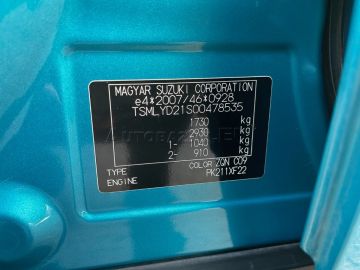 MAGYAR SUZUKI CORPORATION
e4*2007/46*0928
TSMLYD21S00478535
1730 kg
2930 kg
1- 1040 kg
2- 910 kg
TYPE COLOR ZQN C09
ENGINE PK211XF22